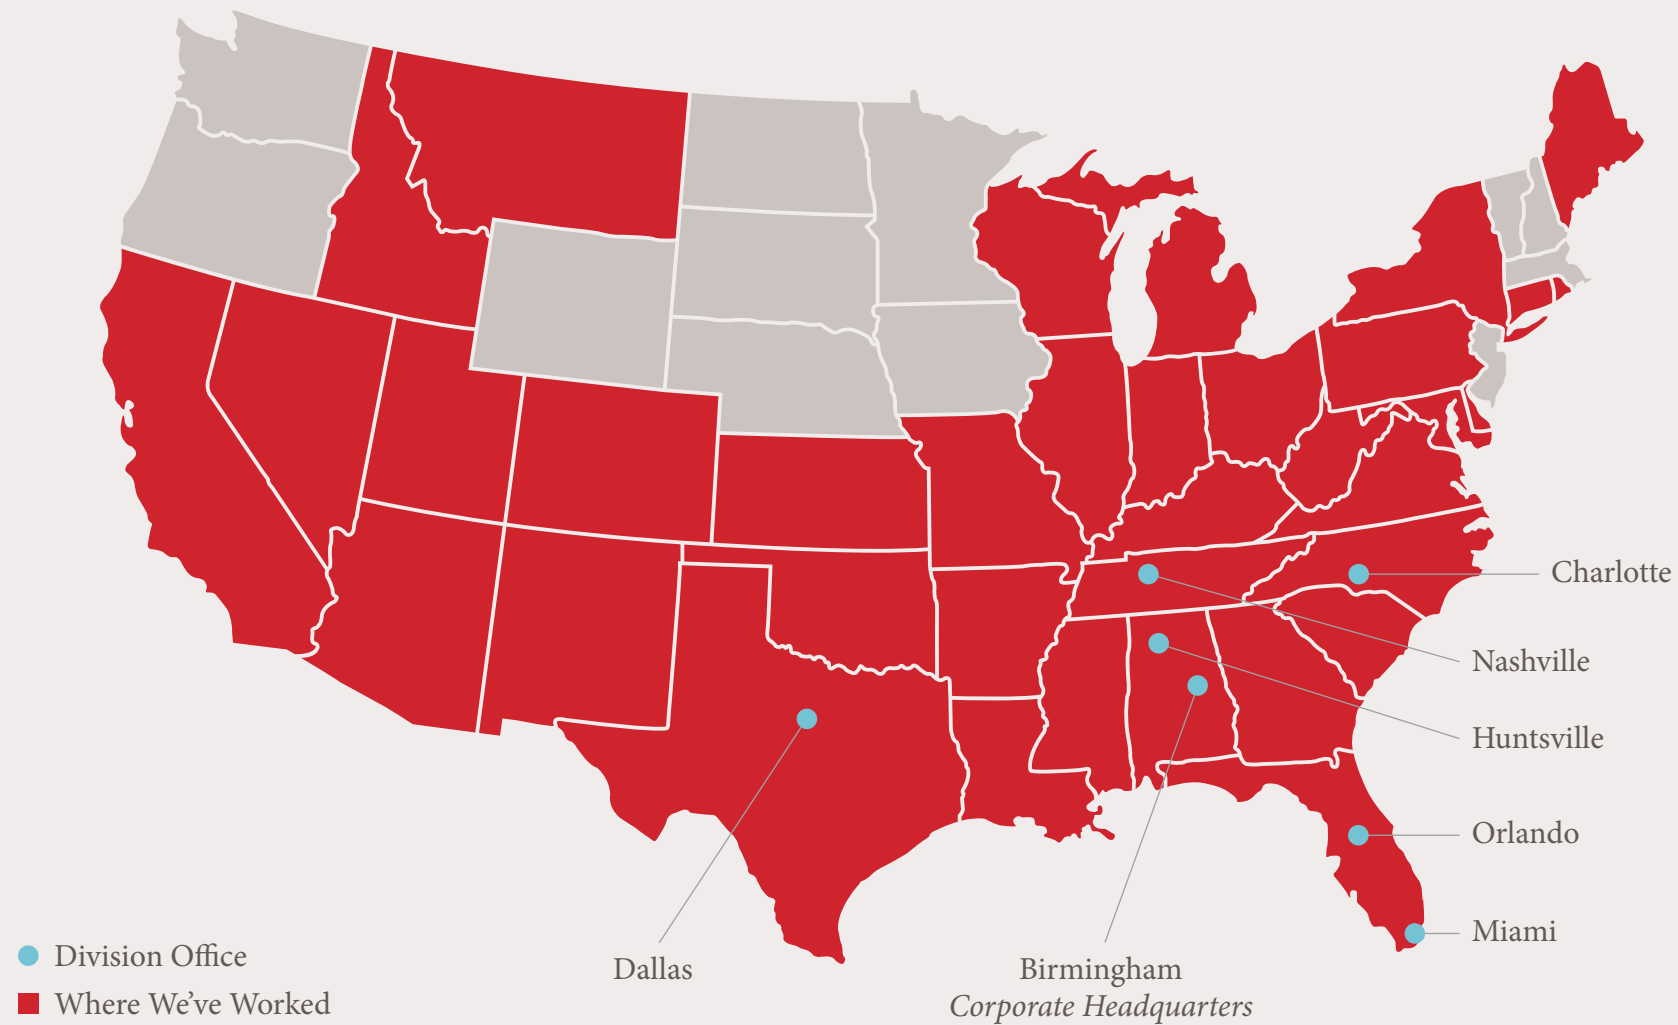 Charlotte
Nashville
Huntsville
Orlando
Miami
Dallas
Birmingham
Corporate Headquarters
Division Office
Where We’ve Worked